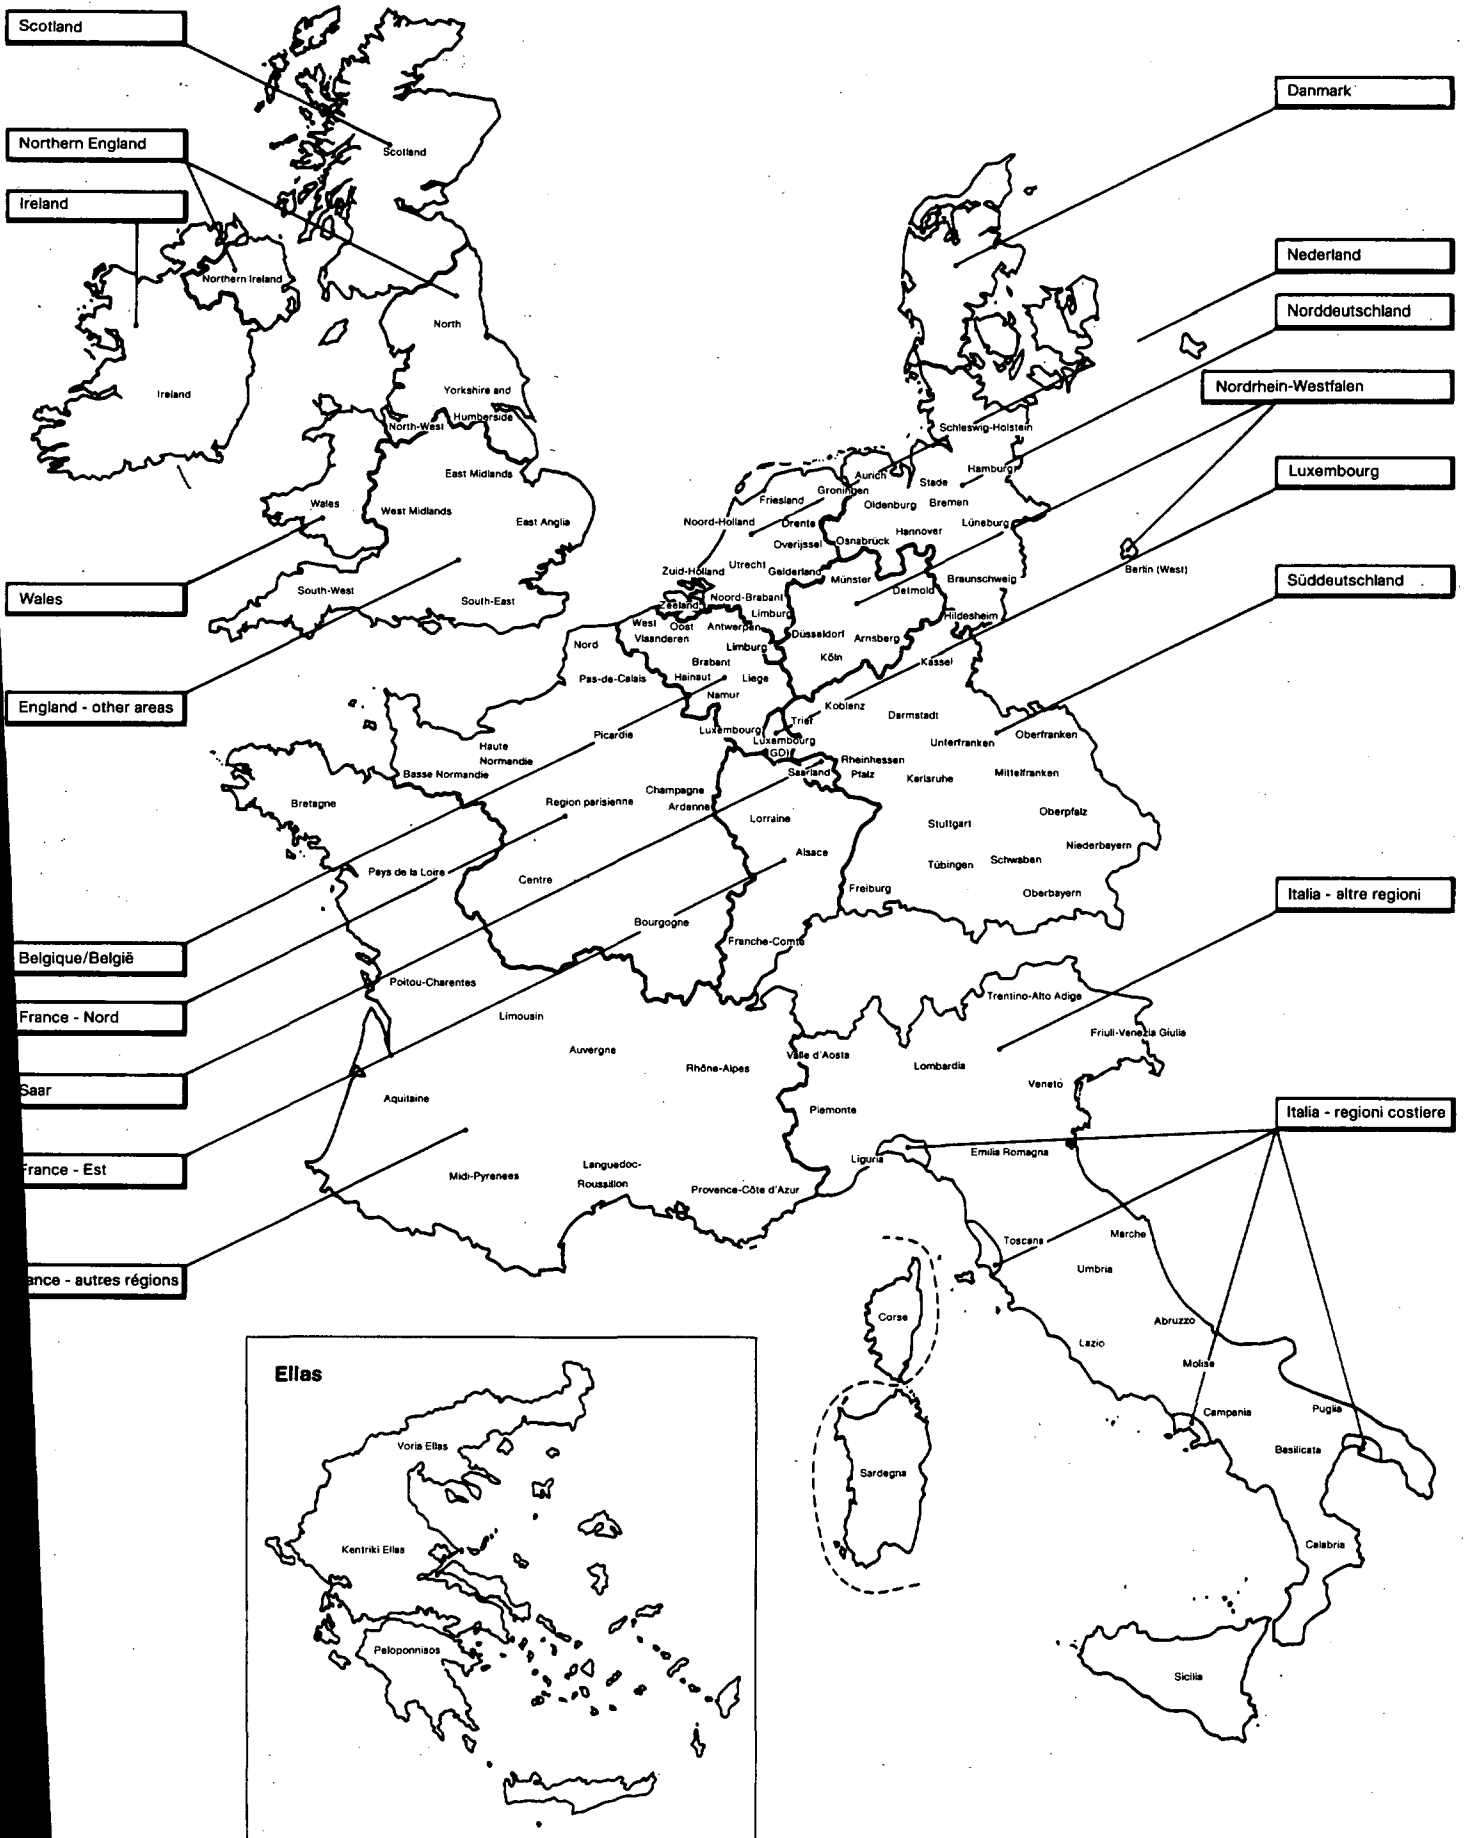 Scotland
Northern England
Ireland
Wales
England - other areas
Belgique/België
France - Nord
Saar
France - Est
ance - autres régions
Danmark
Nederland
Norddeutschland
Nordrhein-Westfalen
Luxembourg
Süddeutschland
Italia - altre regioni
Italia - regioni costiere
Scotland
Northern Ireland
North
Ireland
Yorkshire and
Humberside
North-West
East Midlands
Wales
West Midlands
East Anglia
South-West
South-East
Schleswig-Holstein
Hamburg
Aurich
Stade
Groningen
Friesland
Oldenburg
Bremen
Noord-Holland
Drente
Lüneburg
Hannover
Overijssel
Osnabrück
Utrecht
Gelderland
Zuid-Holland
Münster
Braunschweig
Berlin (West)
Detmold
Noord-Brabant
Zeeland
Limburg
Hildesheim
West
Oost
Antwerpen
Vlaanderen
Düsseldorf
Arnsberg
Nord
Limburg
Köln
Kassel
Brabant
Pas-de-Calais
Hainaut
Liege
Namur
Koblenz
Darmstadt
Trier
Luxembourg
Picardie
Luxembourg
(GD)
Unterfranken
Oberfranken
Haute
Normandie
Rheinhessen
Pfalz
Basse Normandie
Saarland
Karlsruhe
Mittelfranken
Champagne
Ardenne
Bretagne
Region parisienne
Oberpfalz
Lorraine
Stuttgart
Niederbayern
Alsace
Tübingen
Schwaben
Pays de la Loire
Centre
Freiburg
Oberbayern
Bourgogne
Franche-Comté
Poitou-Charentes
Limousin
Auvergne
Rhône-Alpes
Aquitaine
Midi-Pyrenees
Languedoc-
Roussillon
Provence-Côte d'Azur
Trentino-Alto Adige
Friuli-Venezia Giulia
Valle d'Aosta
Lombardia
Veneto
Piemonte
Liguria
Emilia Romagna
Toscana
Marche
Umbria
Corse
Abruzzo
Lazio
Molise
Campania
Puglia
Basilicata
Sardegna
Calabria
Sicilia
Ellas
Voria Ellas
Kentriki Ellas
Peloponnisos